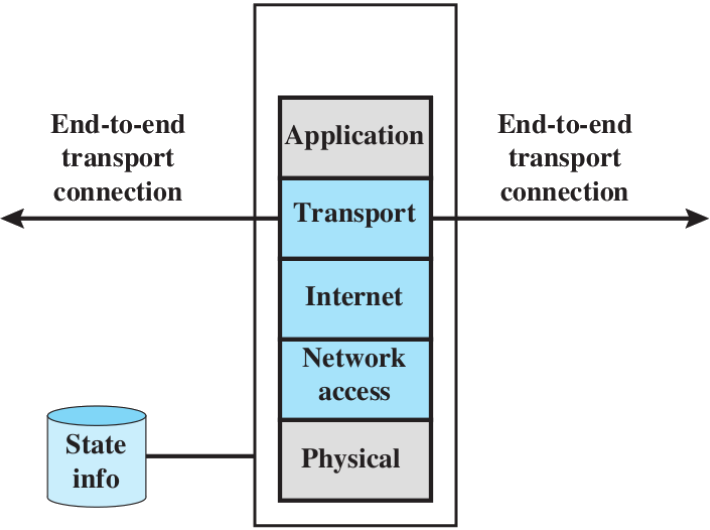 End-to-end
transport
connection
Application
Transport
Internet
Network
access
Physical
End-to-end
transport
connection
State
info